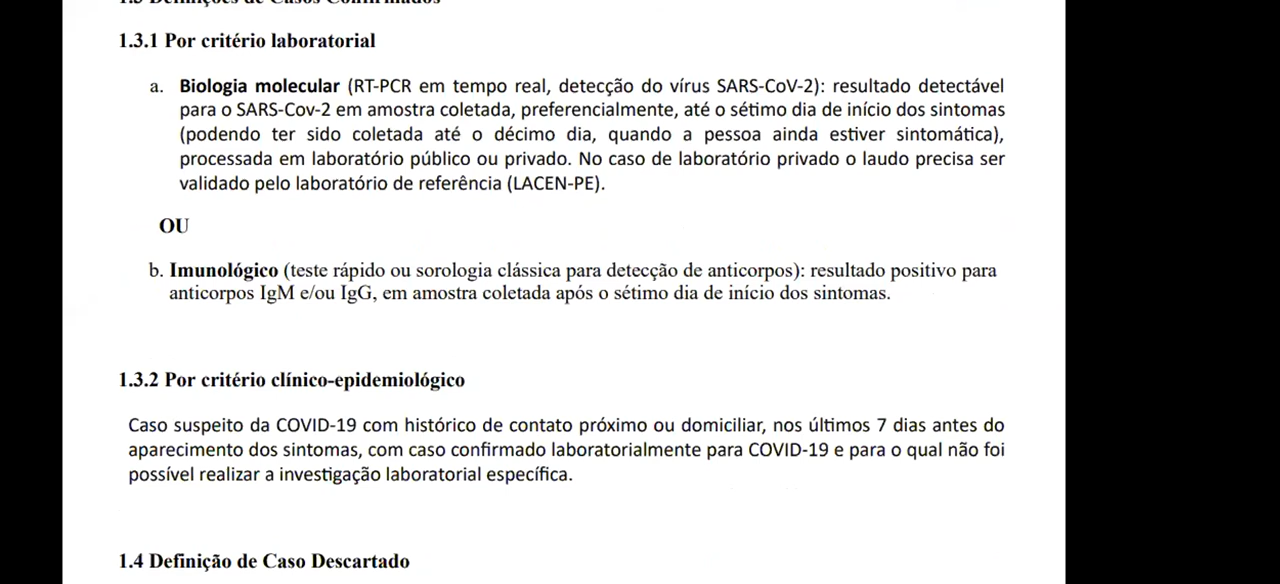 1.3 Definições de Casos Confirmados
1.3.1 Por critério laboratorial
a. Biologia molecular (RT-PCR em tempo real, detecção do vírus SARS-CoV-2): resultado detectável
para o SARS-Cov-2 em amostra coletada, preferencialmente, até o sétimo dia de início dos sintomas
(podendo ter sido coletada até o décimo dia, quando a pessoa ainda estiver sintomática),
processada em laboratório público ou privado. No caso de laboratório privado o laudo precisa ser
validado pelo laboratório de referência (LACEN-PE).
OU
b. Imunológico (teste rápido ou sorologia clássica para detecção de anticorpos): resultado positivo para
anticorpos IgM e/ou IgG, em amostra coletada após o sétimo dia de início dos sintomas.
1.3.2 Por critério clínico-epidemiológico
Caso suspeito da COVID-19 com histórico de contato próximo ou domiciliar, nos últimos 7 dias antes do
aparecimento dos sintomas, com caso confirmado laboratorialmente para COVID-19 e para o qual não foi
possível realizar a investigação laboratorial específica.
1.4 Definição de Caso Descartado